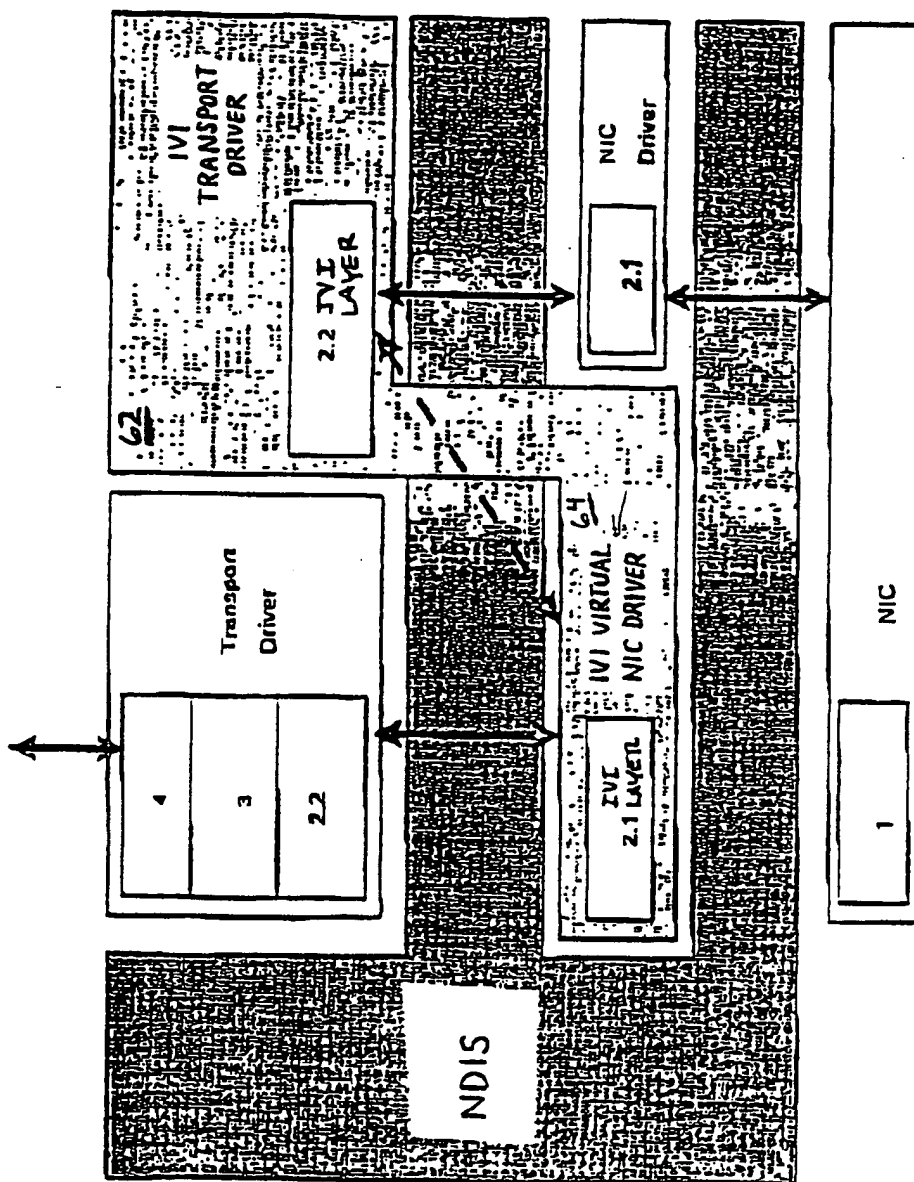 4
3
2.2
Transport
Driver
62
IVI
TRANSPORT
DRIVER
2.2 IVI
LAYER
NDIS
IVI
2.1 LAYER
IVI VIRTUAL
NIC DRIVER
64
2.1
NIC
Driver
1
NIC